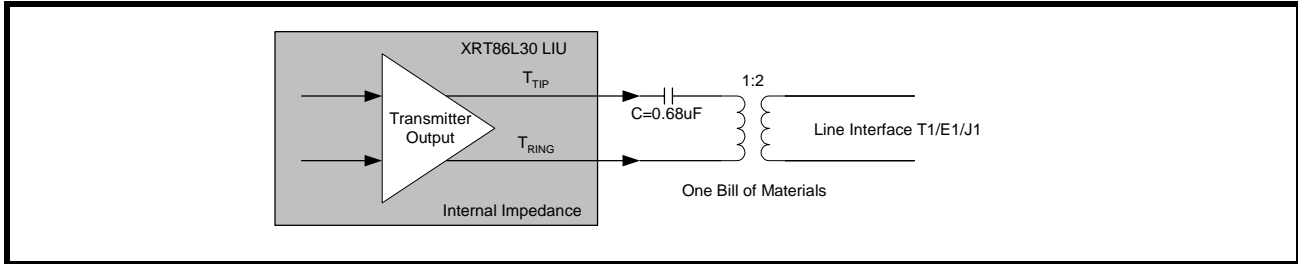 XRT86L30 LIU
TTIP
1:2
C=0.68uF
Transmitter
Output
Line Interface T1/E1/J1
TRING
One Bill of Materials
Internal Impedance